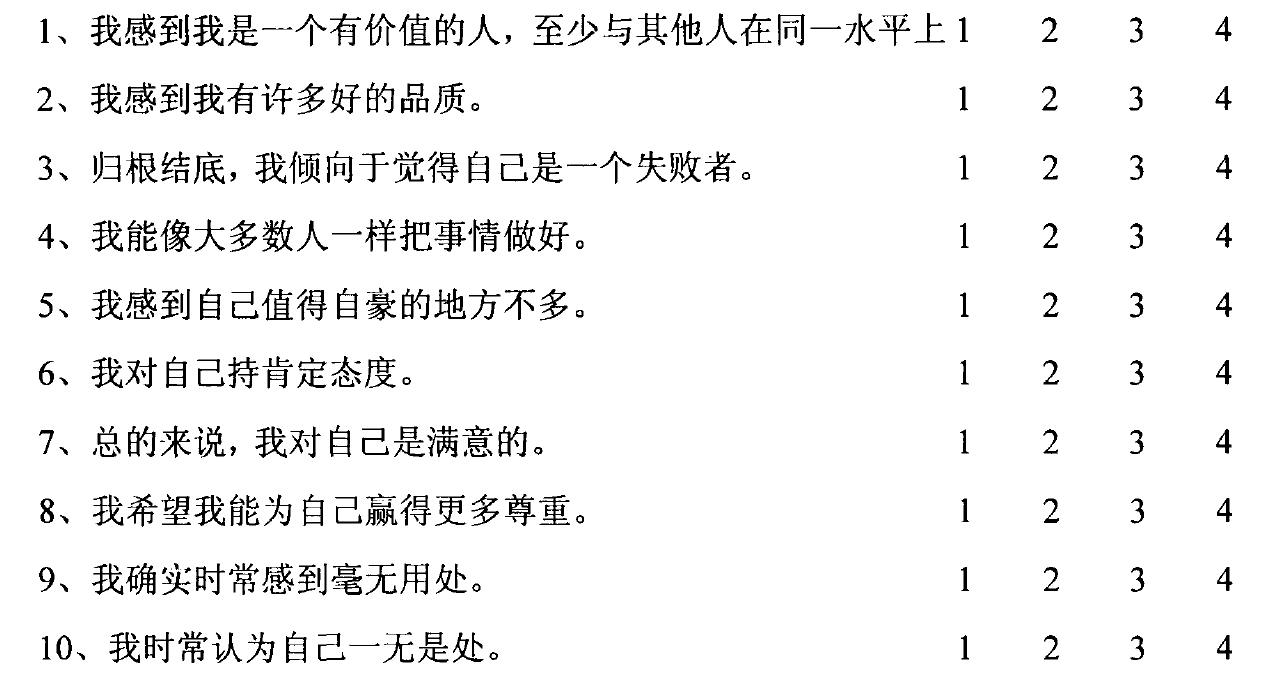 1、我感到我是一个有价值的人，至少与其他人在同一水平上 1 2 3 4
2、我感到我有许多好的品质。 1 2 3 4
3、归根结底，我倾向于觉得自己是一个失败者。 1 2 3 4
4、我能像大多数人一样把事情做好。 1 2 3 4
5、我感到自己值得自豪的地方不多。 1 2 3 4
6、我对自己持肯定态度。 1 2 3 4
7、总的来说，我对自己是满意的。 1 2 3 4
8、我希望我能为自己赢得更多尊重。 1 2 3 4
9、我确实时常感到毫无用处。 1 2 3 4
10、我时常认为自己一无是处。 1 2 3 4